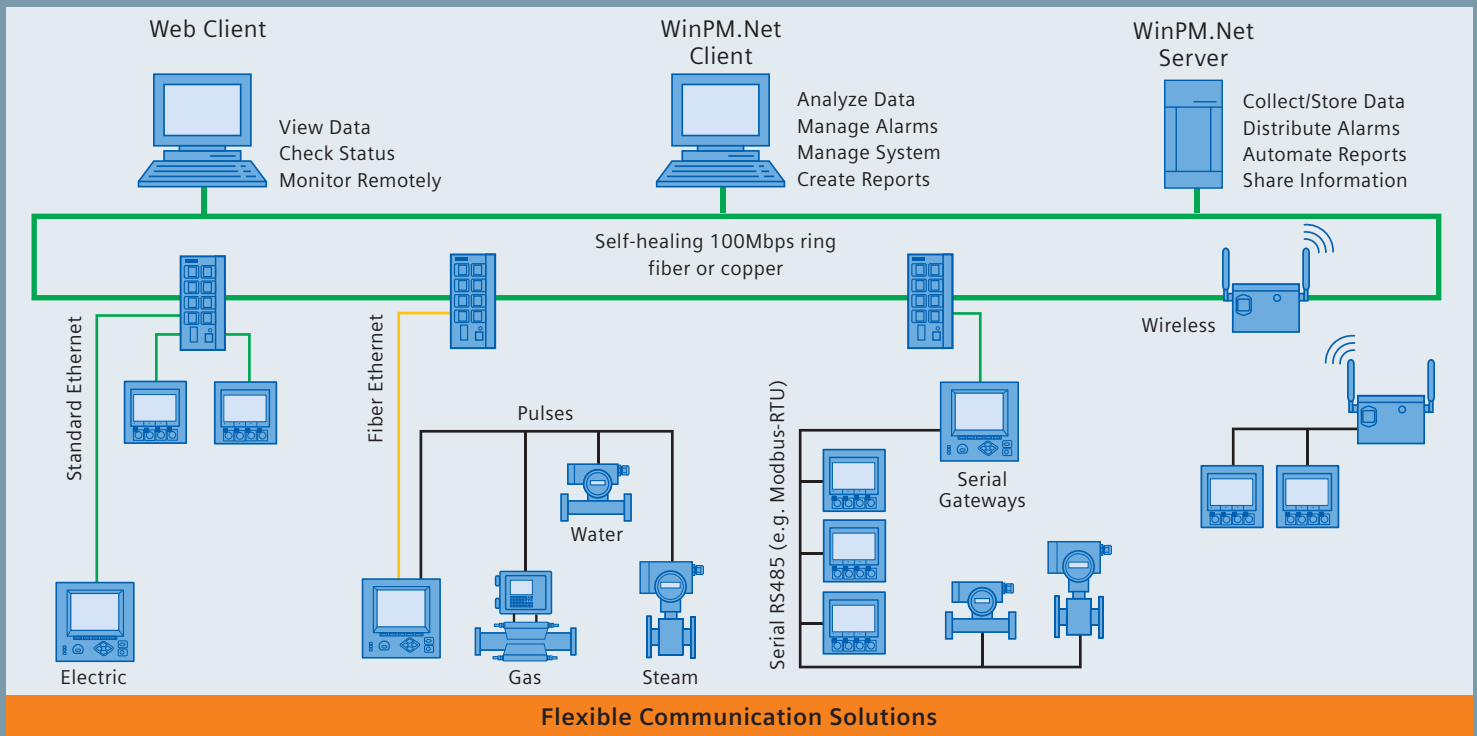 Web Client
View Data
Check Status
Monitor Remotely
WinPM.Net
Client
Analyze Data
Manage Alarms
Manage System
Create Reports
WinPM.Net
Server
Collect/Store Data
Distribute Alarms
Automate Reports
Share Information
Self-healing 100Mbps ring
fiber or copper
Wireless
Standard Ethernet
Fiber Ethernet
Pulses
Water
Serial RS485 (e.g. Modbus-RTU)
Serial
Gateways
Electric
Gas
Steam
Flexible Communication Solutions